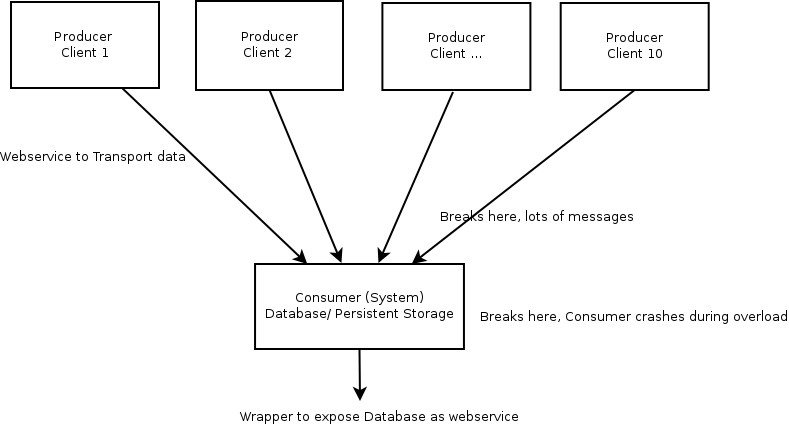 Producer
Client 1
Producer
Client 2
Producer
Client ...
Producer
Client 10
Webservice to Transport data
Breaks here, lots of messages
Consumer (System)
Database/ Persistent Storage
Breaks here, Consumer crashes during overload
Wrapper to expose Database as webservice